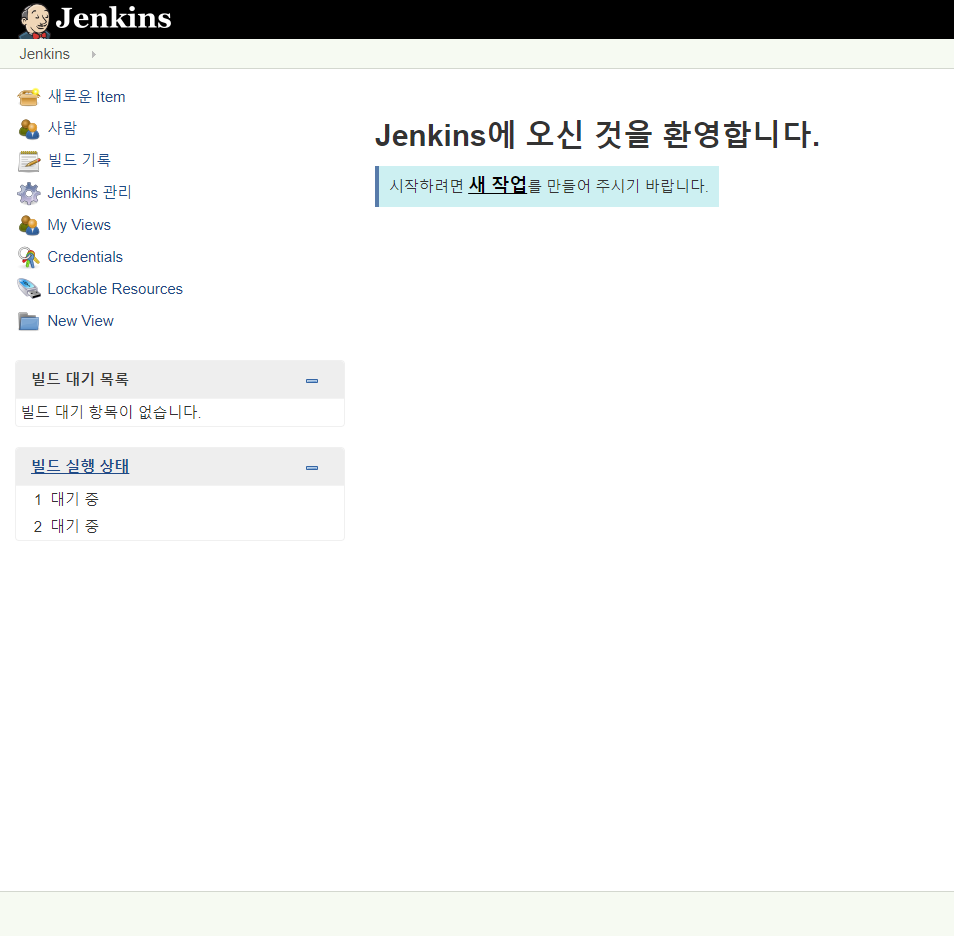 Jenkins
Jenkins
새로운 Item
사람
빌드 기록
Jenkins 관리
My Views
Credentials
Lockable Resources
New View
빌드 대기 목록
빌드 대기 항목이 없습니다.
빌드 실행 상태
1 대기 중
2 대기 중
Jenkins에 오신 것을 환영합니다.
시작하려면 새 작업를 만들어 주시기 바랍니다.